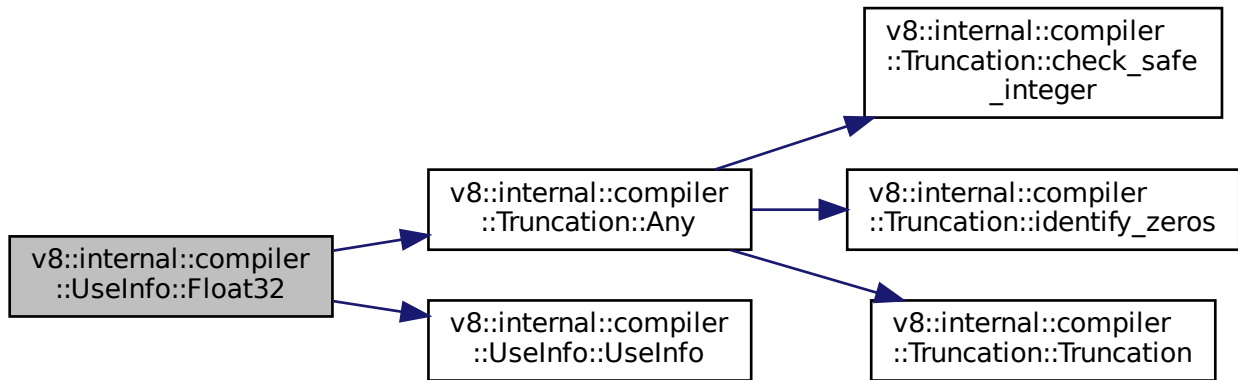 v8::internal::compiler
::UseInfo::Float32
v8::internal::compiler
::Truncation::Any
v8::internal::compiler
::UseInfo::UseInfo
v8::internal::compiler
::Truncation::check_safe
_integer
v8::internal::compiler
::Truncation::identify_zeros
v8::internal::compiler
::Truncation::Truncation